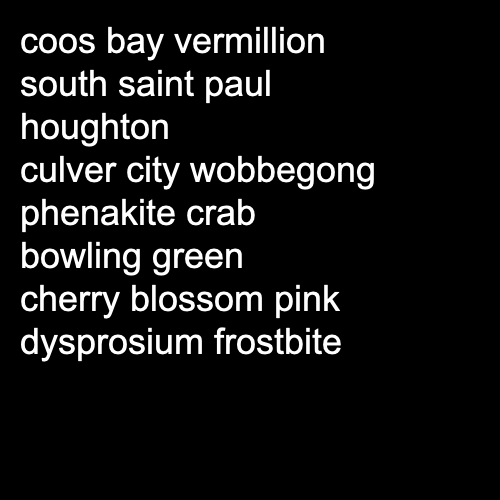 coos bay vermillion
south saint paul
houghton
culver city wobbegong
phenakite crab
bowling green
cherry blossom pink
dysprosium frostbite